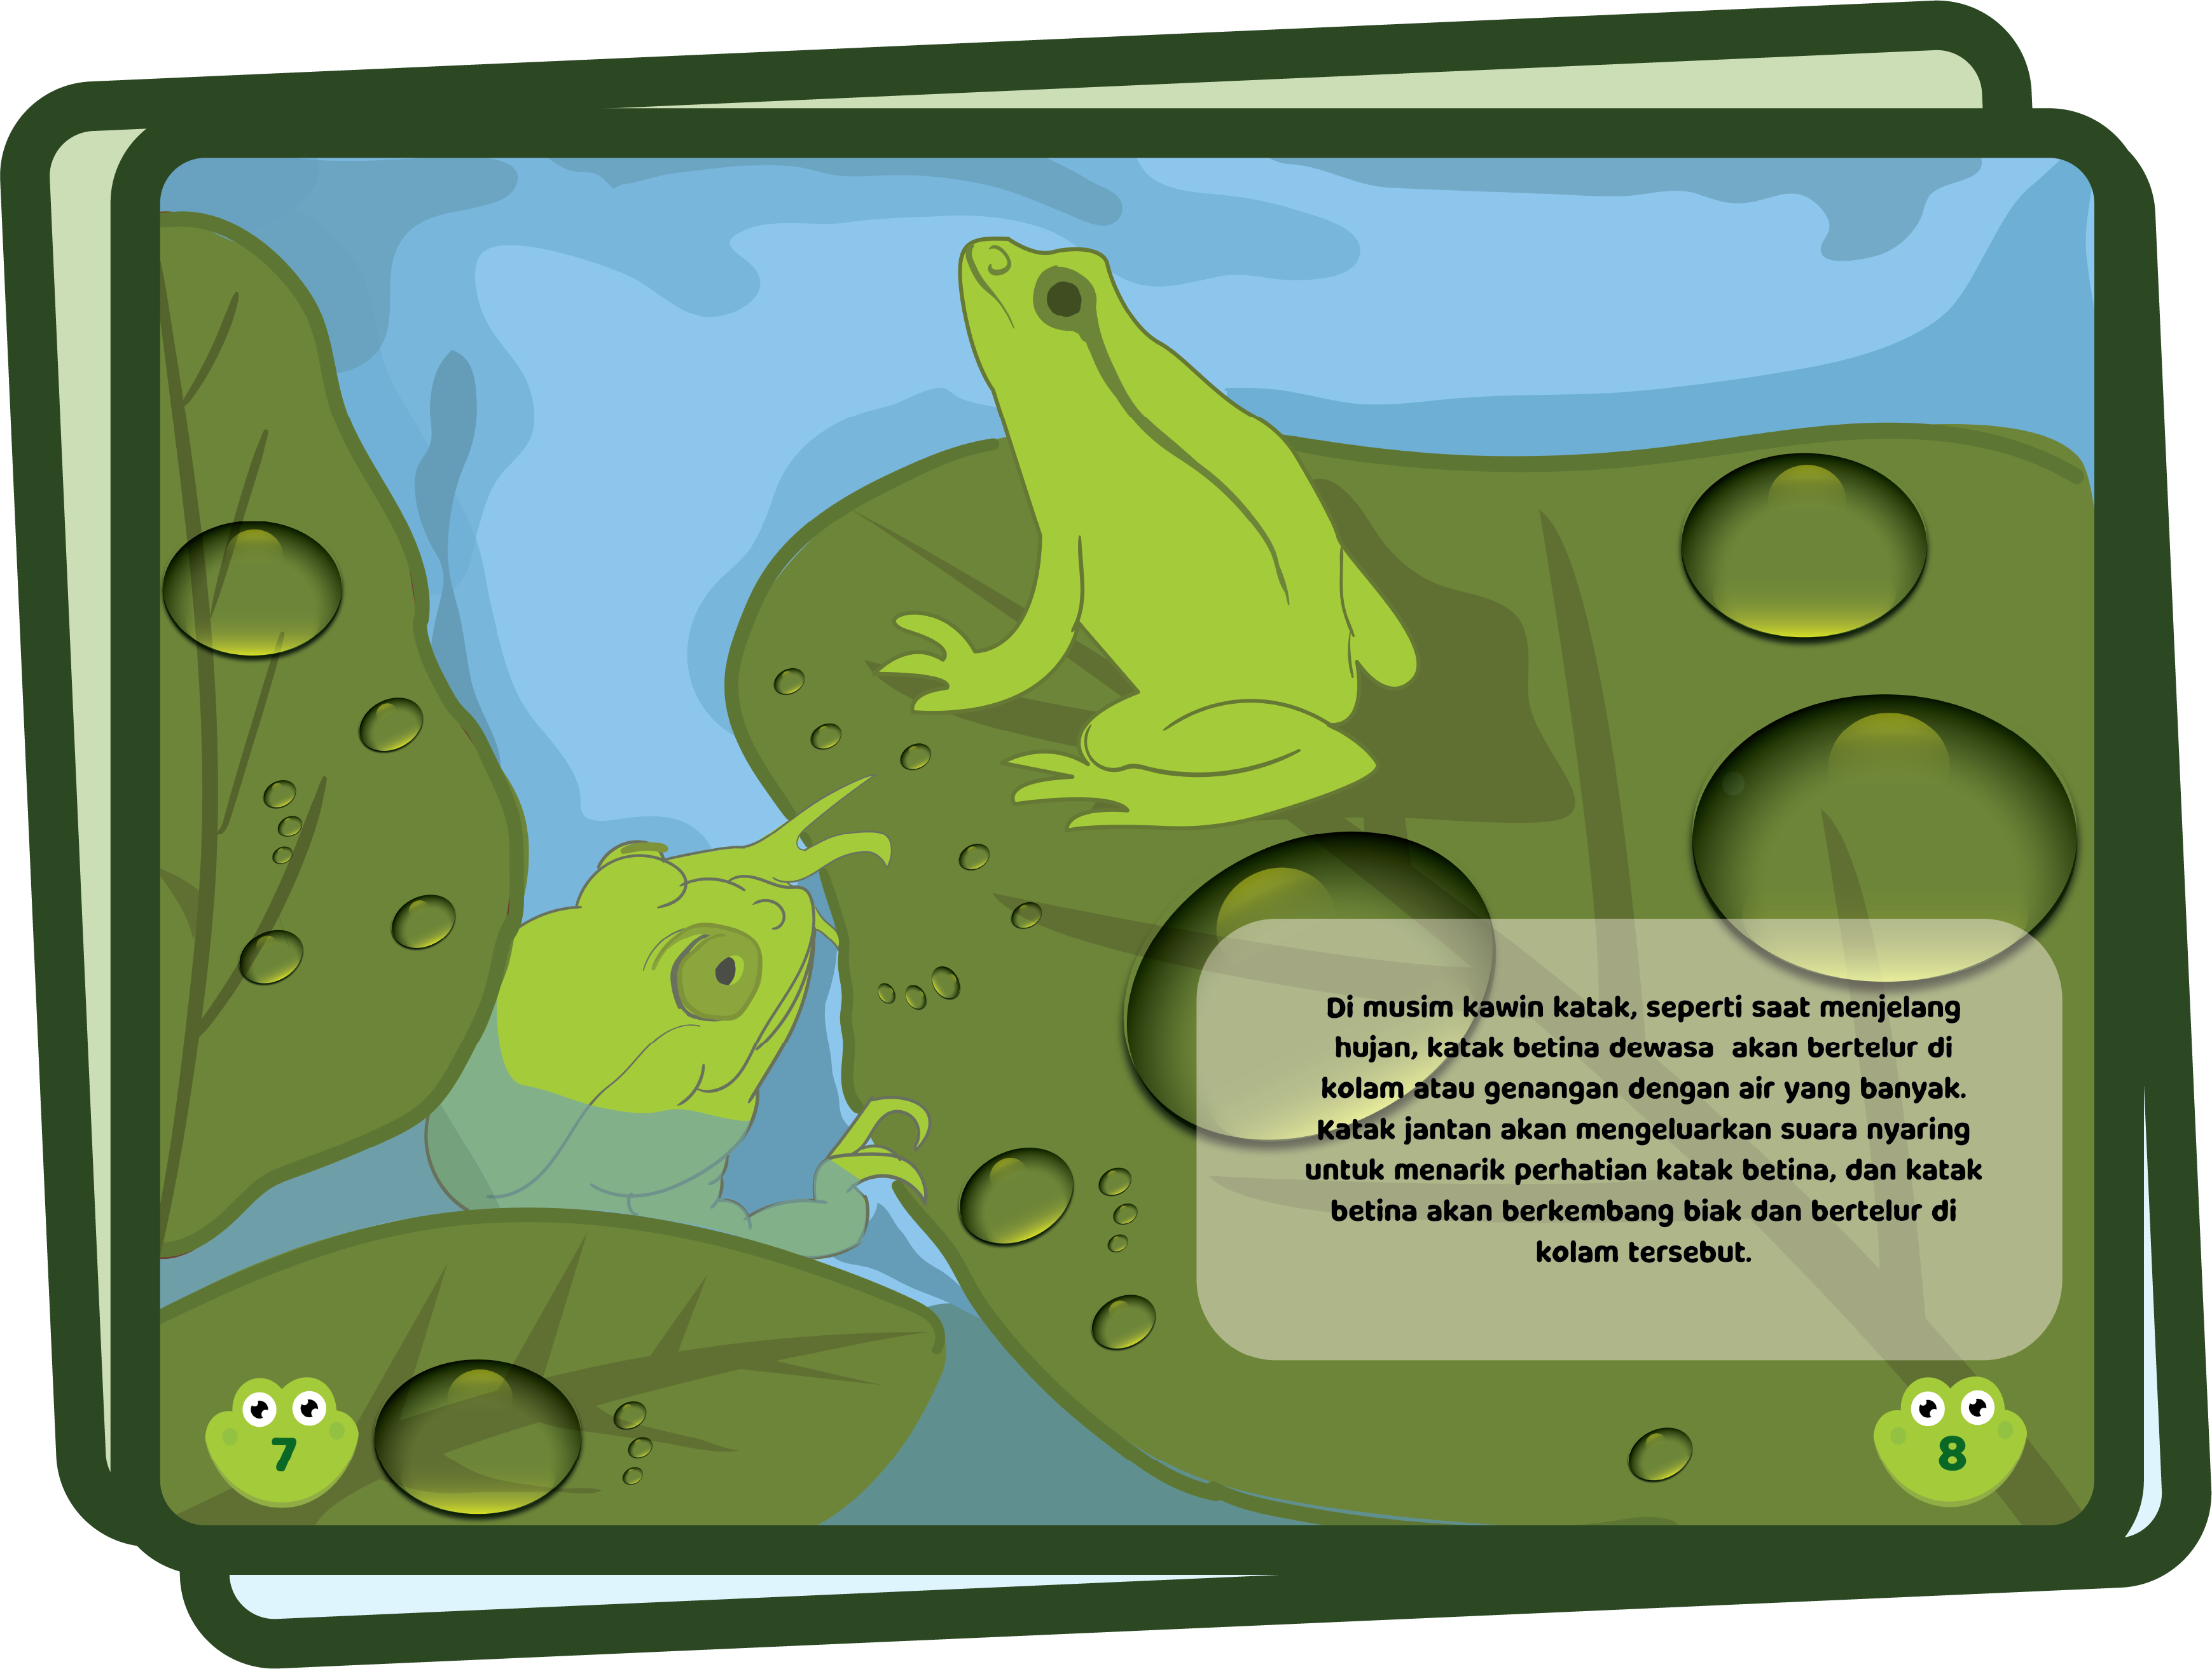 Di musim kawin katak, seperti saat menjelang
hujan, katak betina dewasa akan bertelur di
kolam atau genangan dengan air yang banyak.
Katak jantan akan mengeluarkan suara nyaring
untuk menarik perhatian katak betina, dan katak
betina akan berkembang biak dan bertelur di
kolam tersebut.
7
8